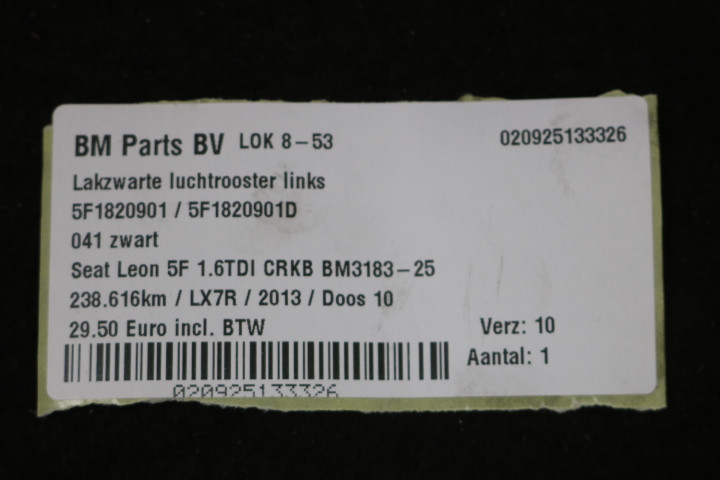 BM Parts BV LOK 8-53 020925133326
Lakzwarte luchtrooster links
5F1820901 / 5F1820901D
041 zwart
Seat Leon 5F 1.6TDI CRKB BM3183-25
238.616km / LX7R / 2013 / Doos 10
29.50 Euro incl. BTW Verz: 10
Aantal: 1
020925133326